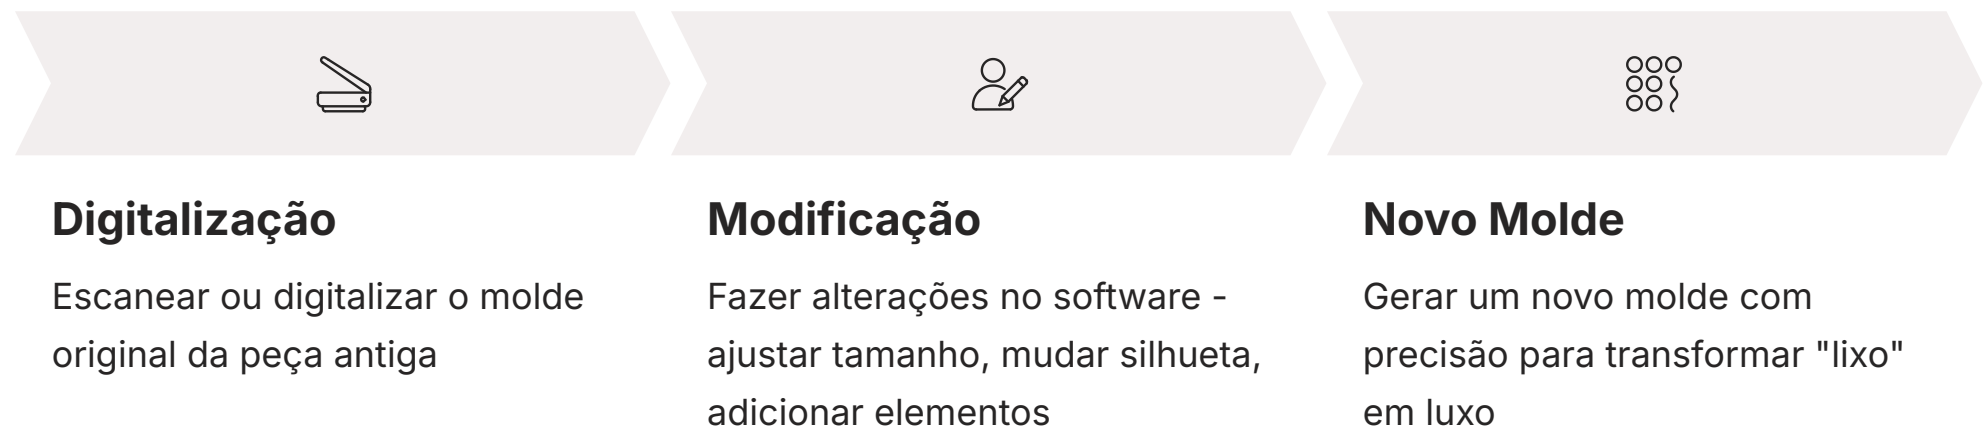 Digitalização
Escanear ou digitalizar o molde
original da peça antiga
Modificação
Fazer alterações no software -
ajustar tamanho, mudar silhueta,
adicionar elementos
Novo Molde
Gerar um novo molde com
precisão para transformar "lixo"
em luxo